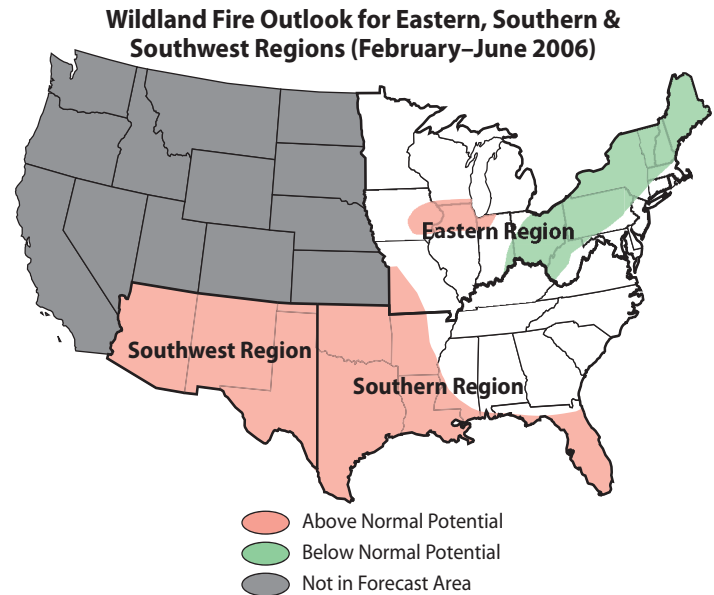 Wildland Fire Outlook for Eastern, Southern &
Southwest Regions (February–June 2006)
Eastern Region
Southwest Region
Southern Region
Above Normal Potential
Below Normal Potential
Not in Forecast Area